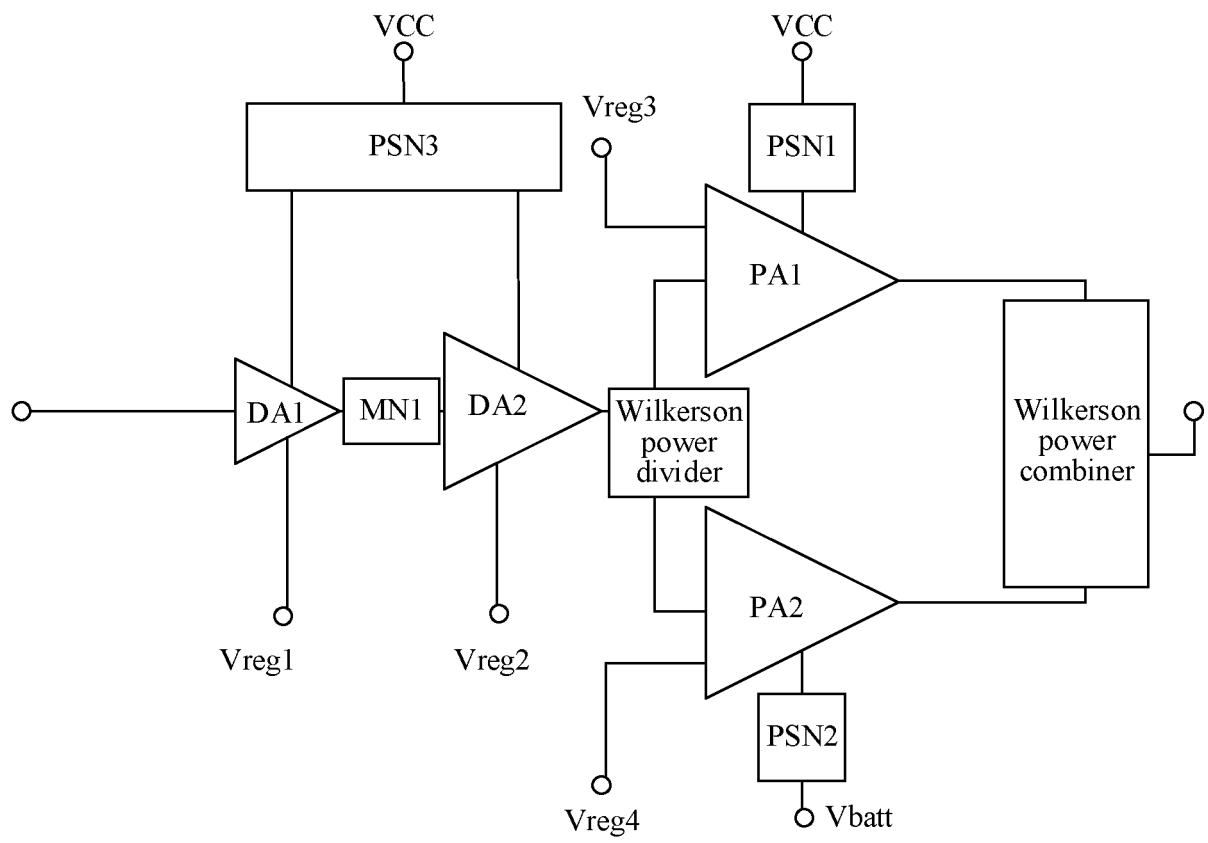 VCC
VCC
PSN3
Vreg3
PSN1
PA1
DA1
MN1
DA2
Wilkerson
power
divider
Wilkerson
power
combiner
PA2
Vreg1
Vreg2
PSN2
Vreg4
Vbatt